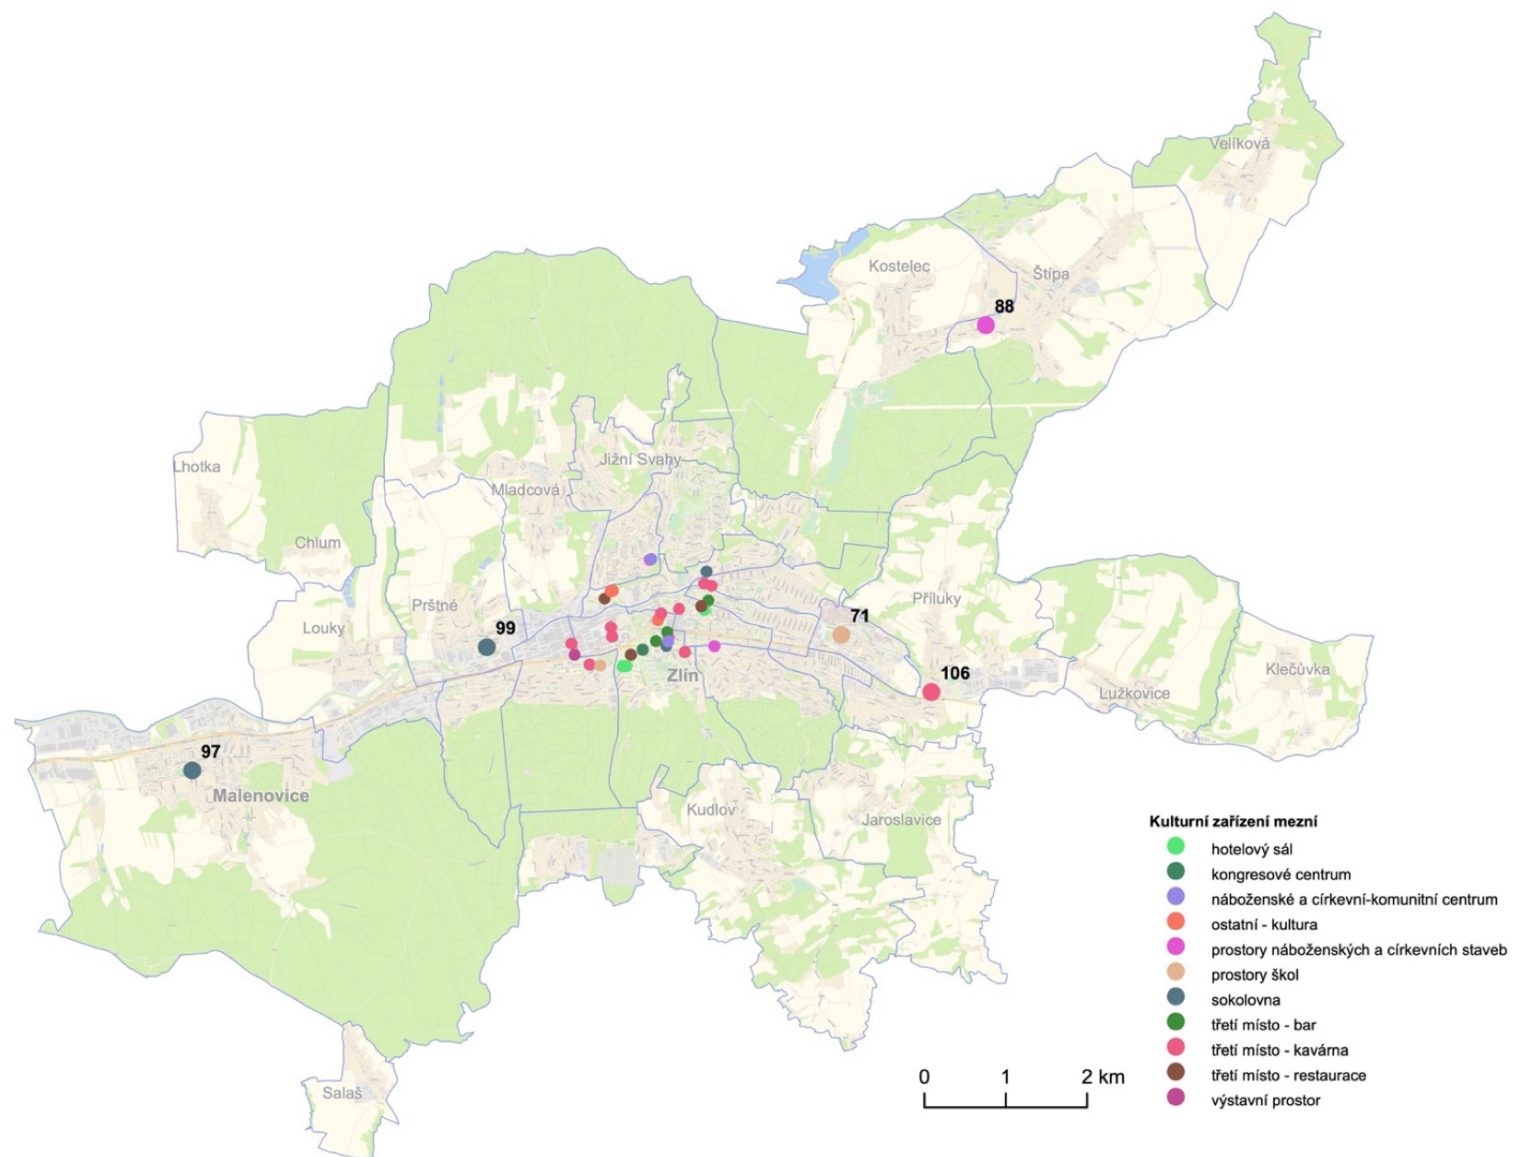 Velíková
Kostelec
Štípa
88
Jižní Svahy
Lhotka
Mladcová
Chlum
Prštné
Příluky
71
Louky
99
Klečůvka
Zlín
106
Lužkovice
97
Malenovice
Kudlov
Jaroslavice
Kulturní zařízení mezní
hotelový sál
kongresové centrum
náboženské a církevní-komunitní centrum
ostatní - kultura
prostory náboženských a církevních staveb
prostory škol
sokolovna
třetí místo - bar
třetí místo - kavárna
třetí místo - restaurace
výstavní prostor
0 1 2 km
Salaš